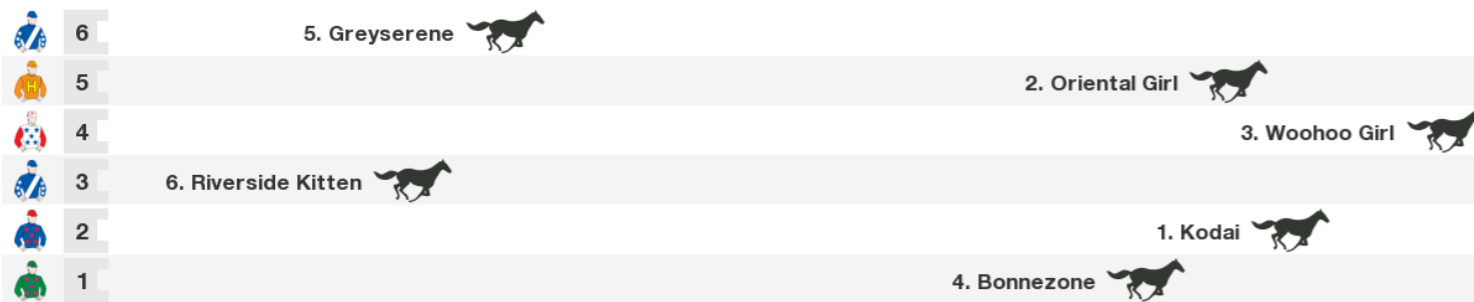 6 5. Greyserene
H 5 2. Oriental Girl
4 3. Woohoo Girl
3 6. Riverside Kitten
2 1. Kodai
1 4. Bonnezone